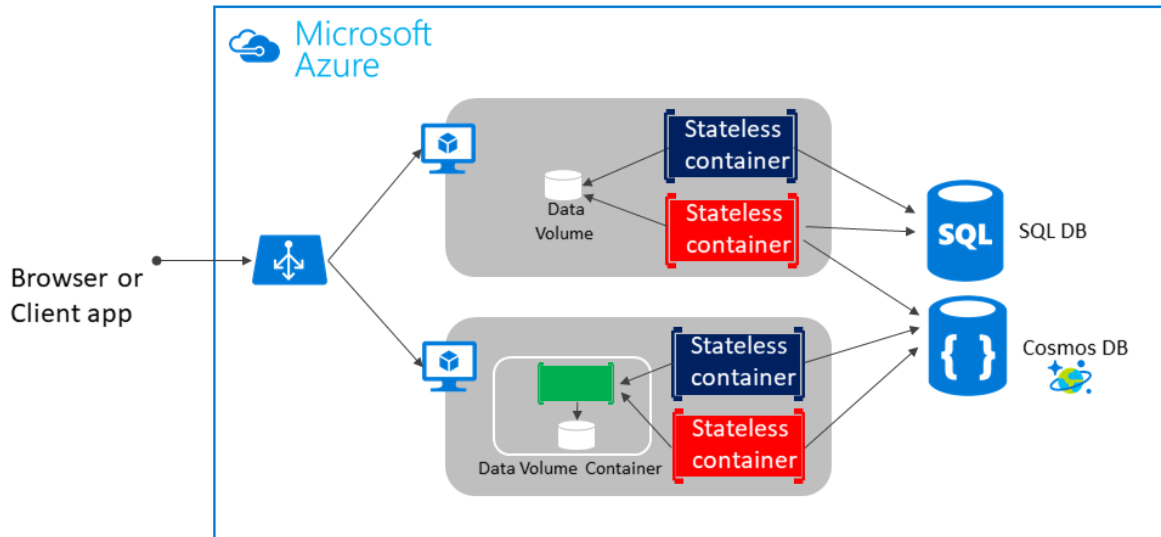 Microsoft
Azure
Stateless
container
Data
Volume
Stateless
container
SQL
SQL DB
Browser or
Client app
Stateless
container
{ }
Cosmos DB
Stateless
container
Data Volume Container